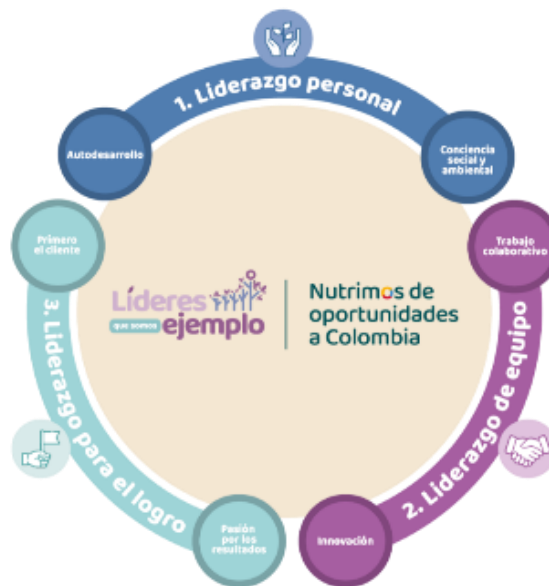 1. Liderazgo personal
Autodesarrollo
Conciencia
social y
ambiental
Primero
el cliente
Trabajo
colaborativo
Líderes
que somos
ejemplo
Nutrimos de
oportunidades
a Colombia
3. Liderazgo para el logro
2. Liderazgo de equipo
Pasión
por los
resultados
Innovación